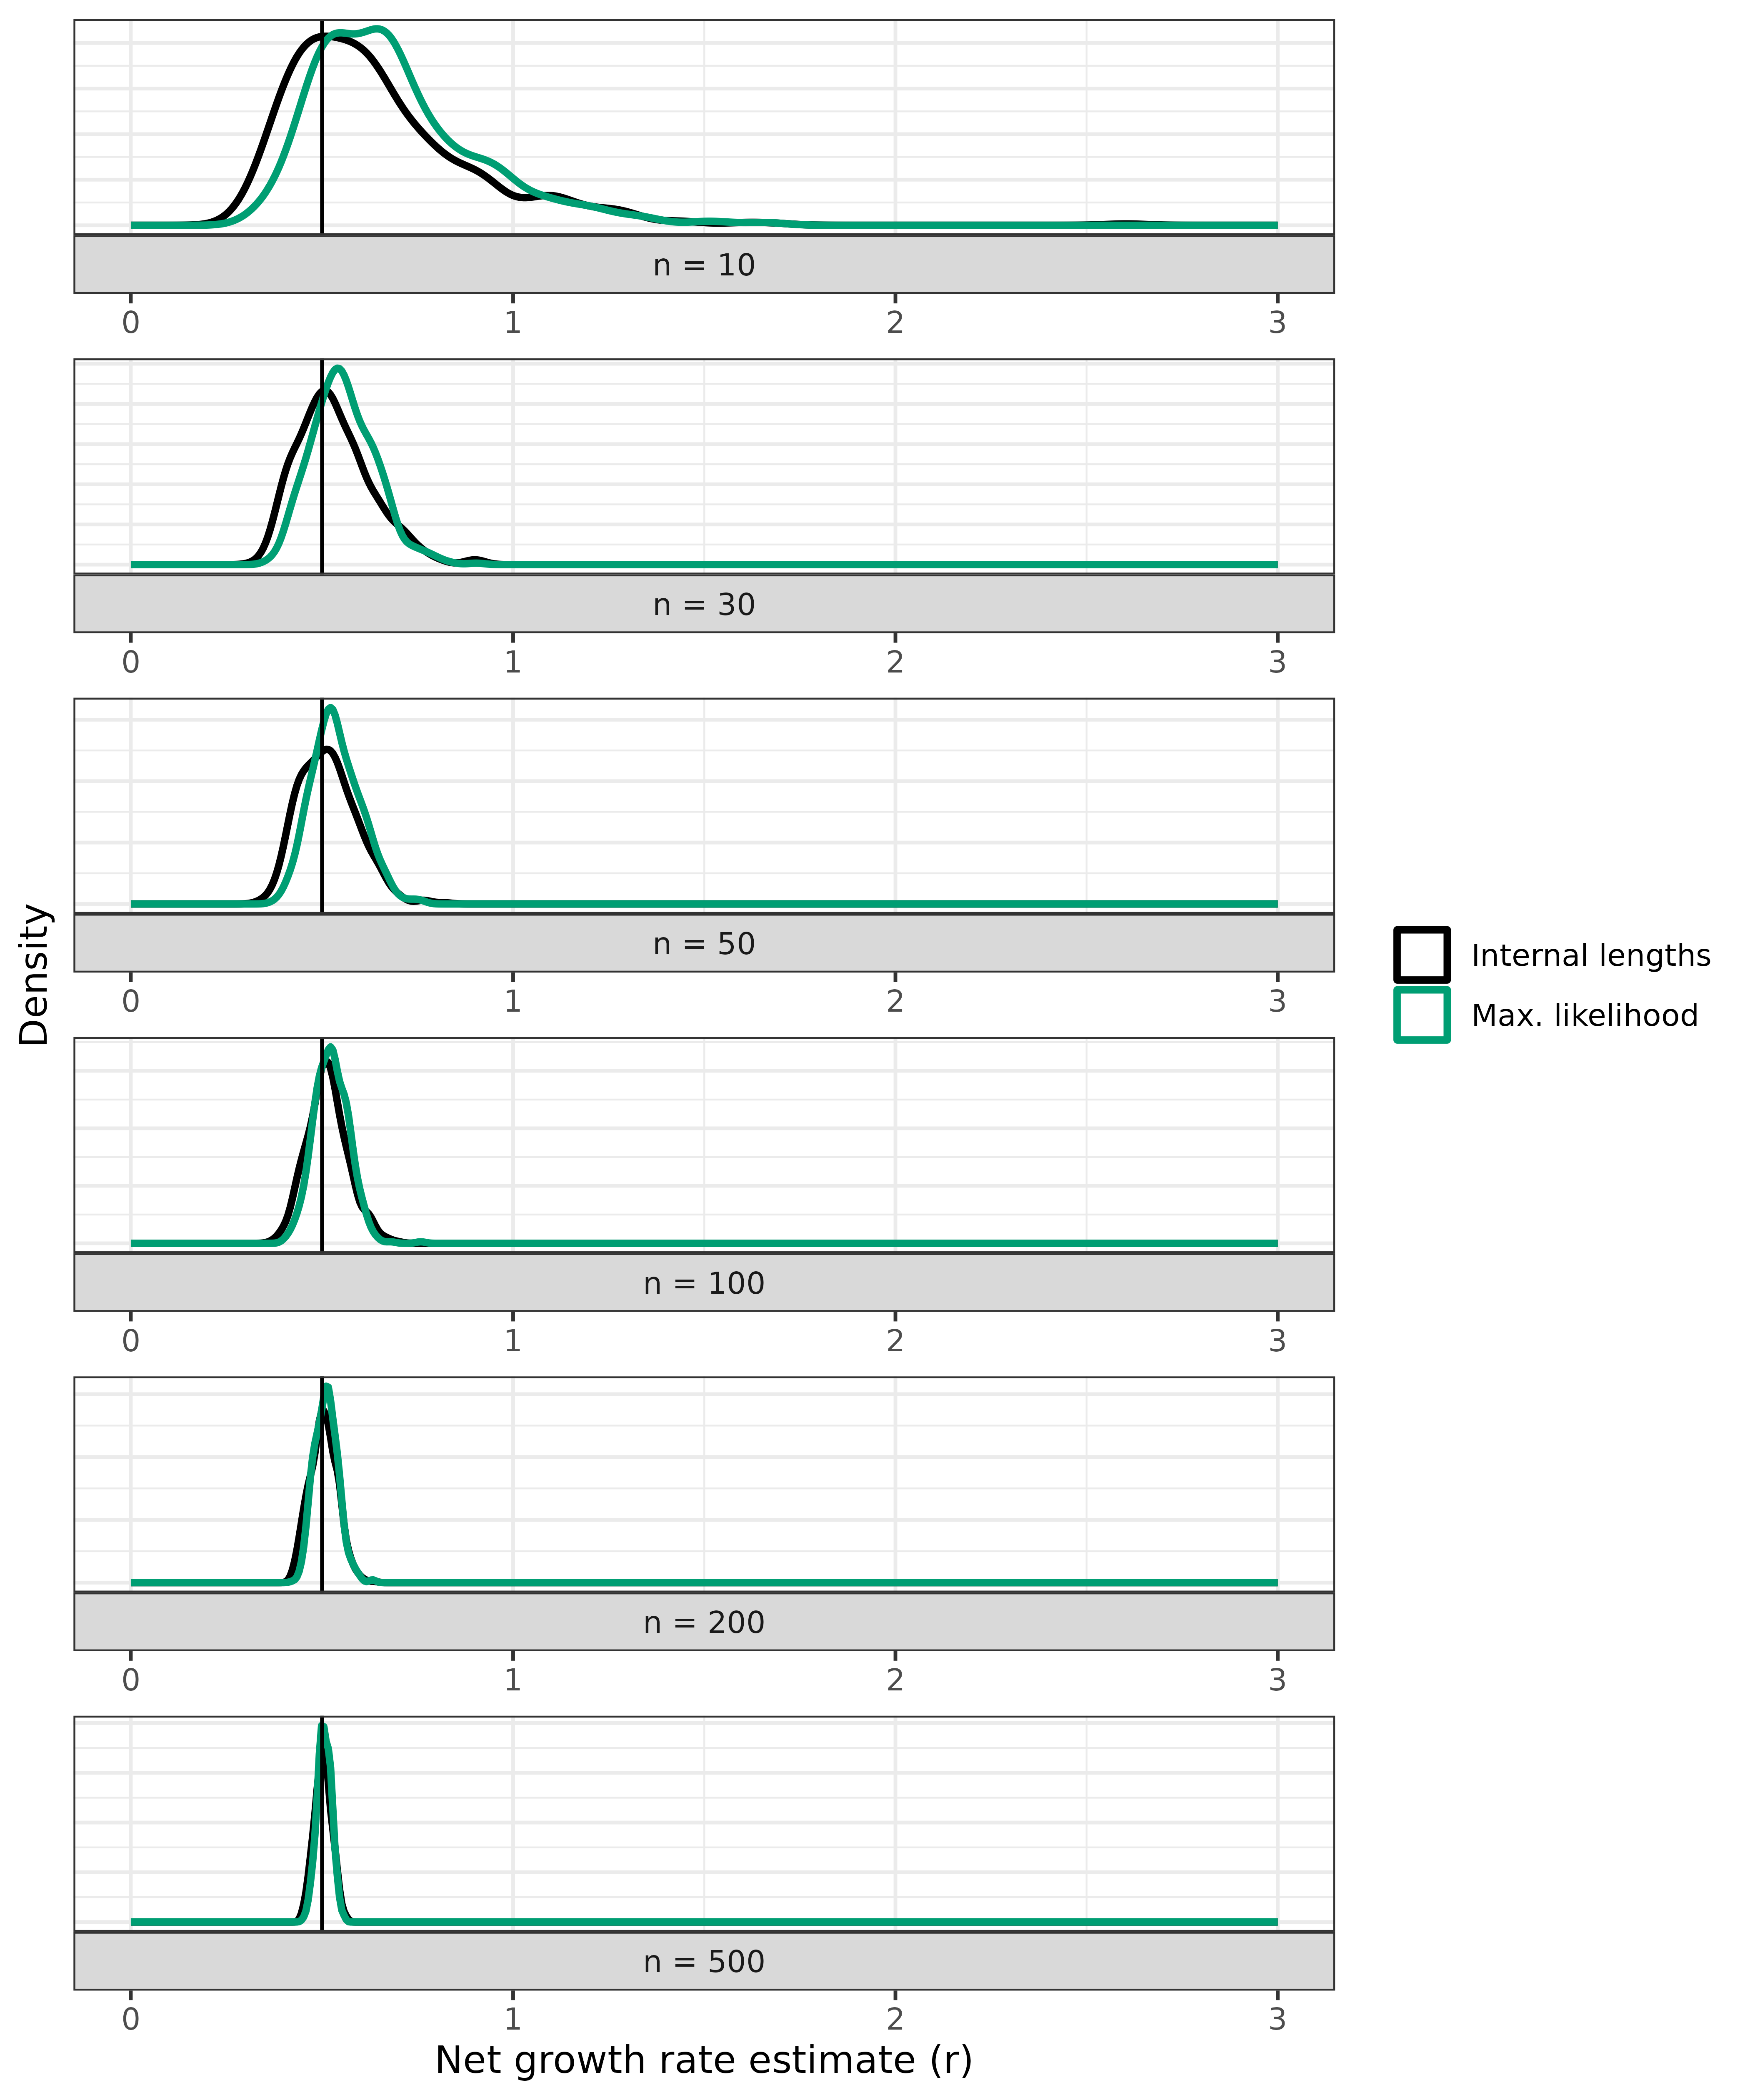 n = 10
0 1 2 3
n = 30
0 1 2 3
n = 50
0 1 2 3
n = 100
0 1 2 3
n = 200
0 1 2 3
n = 500
0 1 2 3
Net growth rate estimate (r)
Density
Internal lengths
Max. likelihood